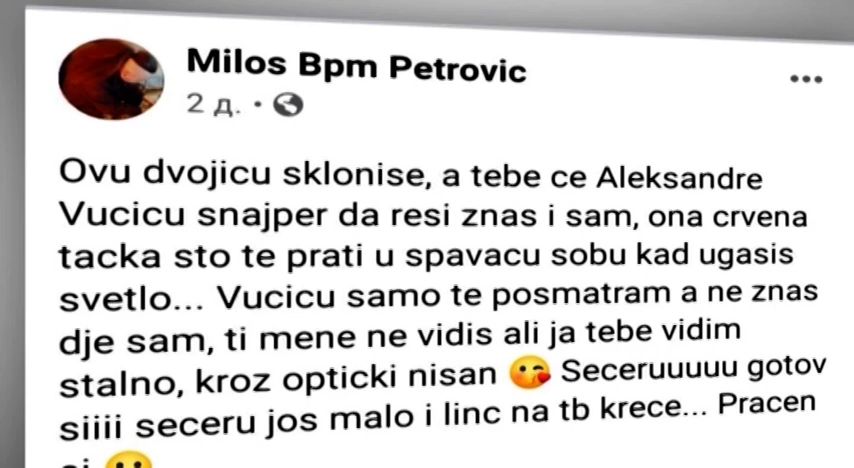 Milos Bpm Petrovic
2 д. ·
Ovu dvojicu sklonise, a tebe ce Aleksandre
Vucicu snajper da resi znas i sam, ona crvena
tacka sto te prati u spavacu sobu kad ugasis
svetlo... Vucicu samo te posmatram a ne znas
dje sam, ti mene ne vidis ali ja tebe vidim
stalno, kroz opticki nisan 😘 Seceruuuuu gotov
siiii seceru jos malo i linc na tb krece... Pracen